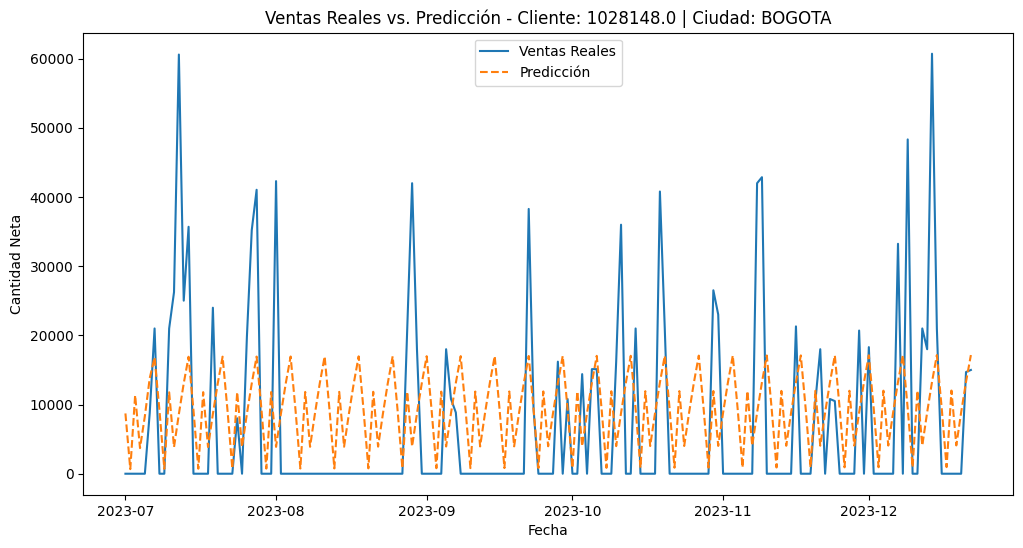 Ventas Reales vs. Predicción - Cliente: 1028148.0 | Ciudad: BOGOTA
Ventas Reales
Predicción
60000
50000
40000
30000
20000
10000
0
Cantidad Neta
2023-07
2023-08
2023-09
2023-10
2023-11
2023-12
Fecha